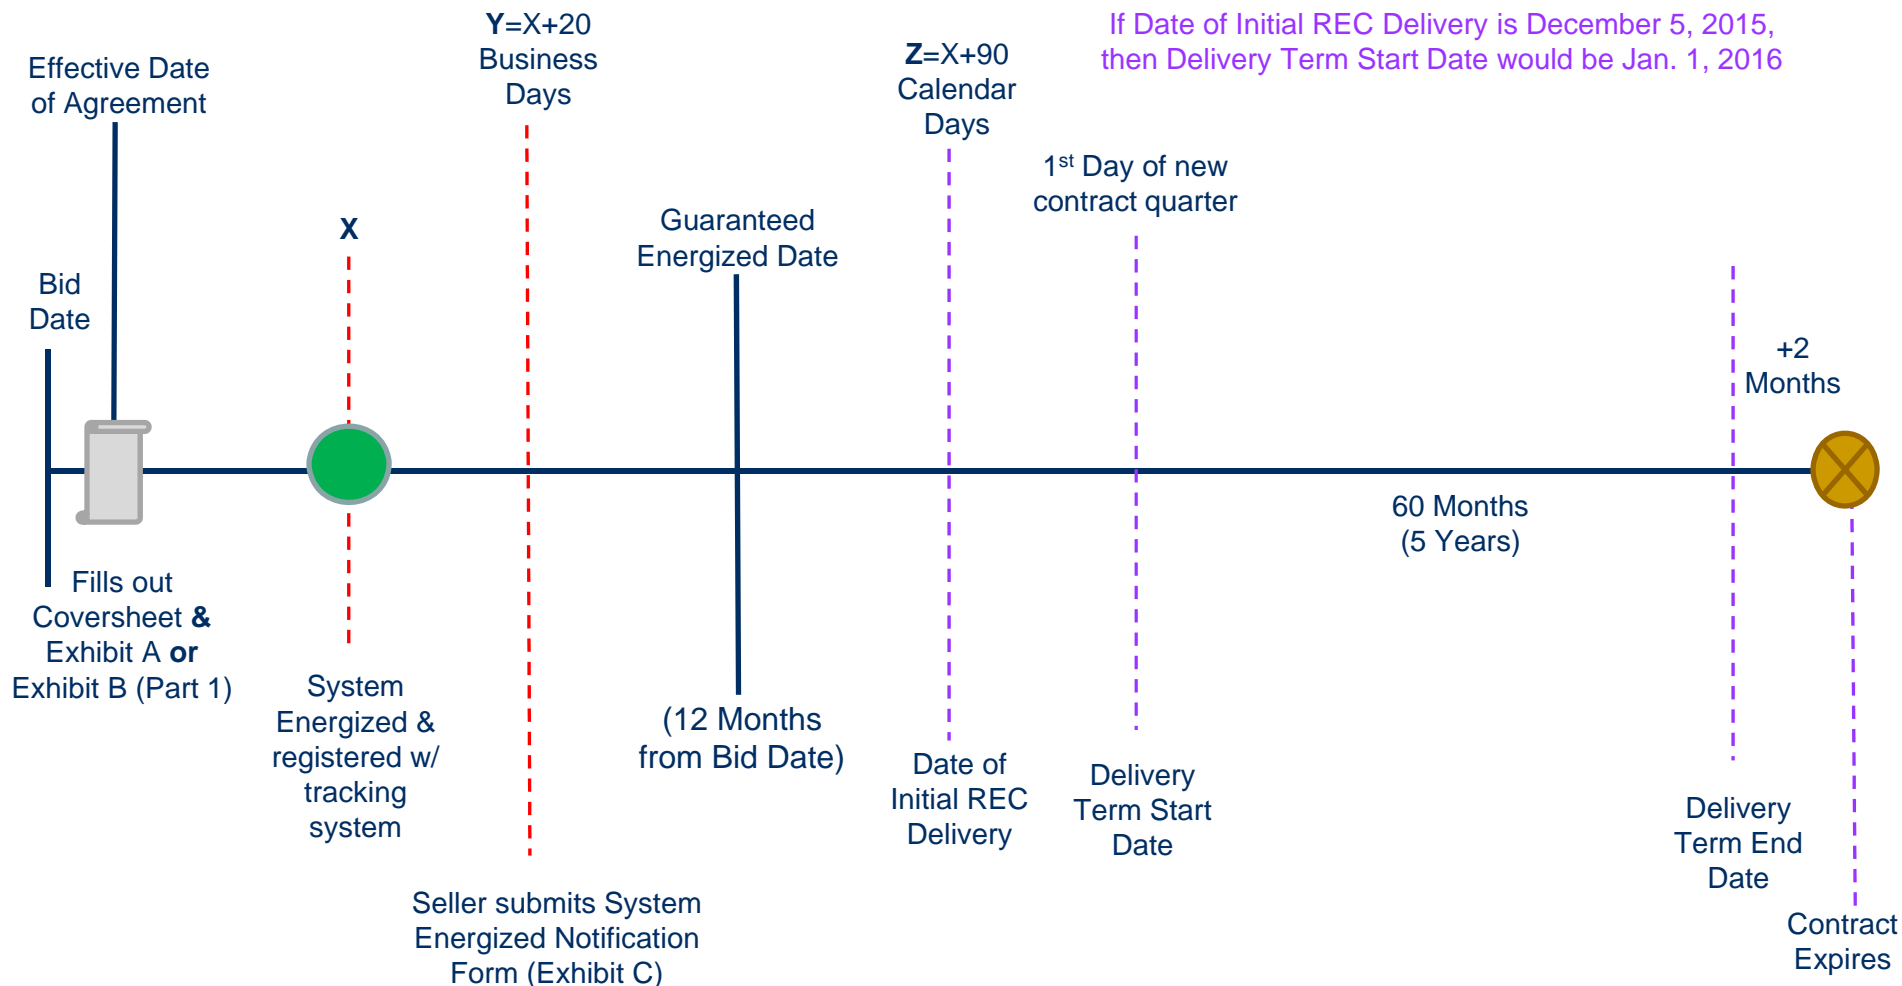 If Date of Initial REC Delivery is December 5, 2015,
then Delivery Term Start Date would be Jan. 1, 2016
Bid
Date
Effective Date
of Agreement
Fills out
Coversheet &
Exhibit A or
Exhibit B (Part 1)
X
System
Energized &
registered w/
tracking
system
Y=X+20
Business
Days
Seller submits System
Energized Notification
Form (Exhibit C)
Guaranteed
Energized Date
(12 Months
from Bid Date)
Z=X+90
Calendar
Days
Date of
Initial REC
Delivery
1st Day of new
contract quarter
Delivery
Term Start
Date
60 Months
(5 Years)
Delivery
Term End
Date
+2
Months
Contract
Expires